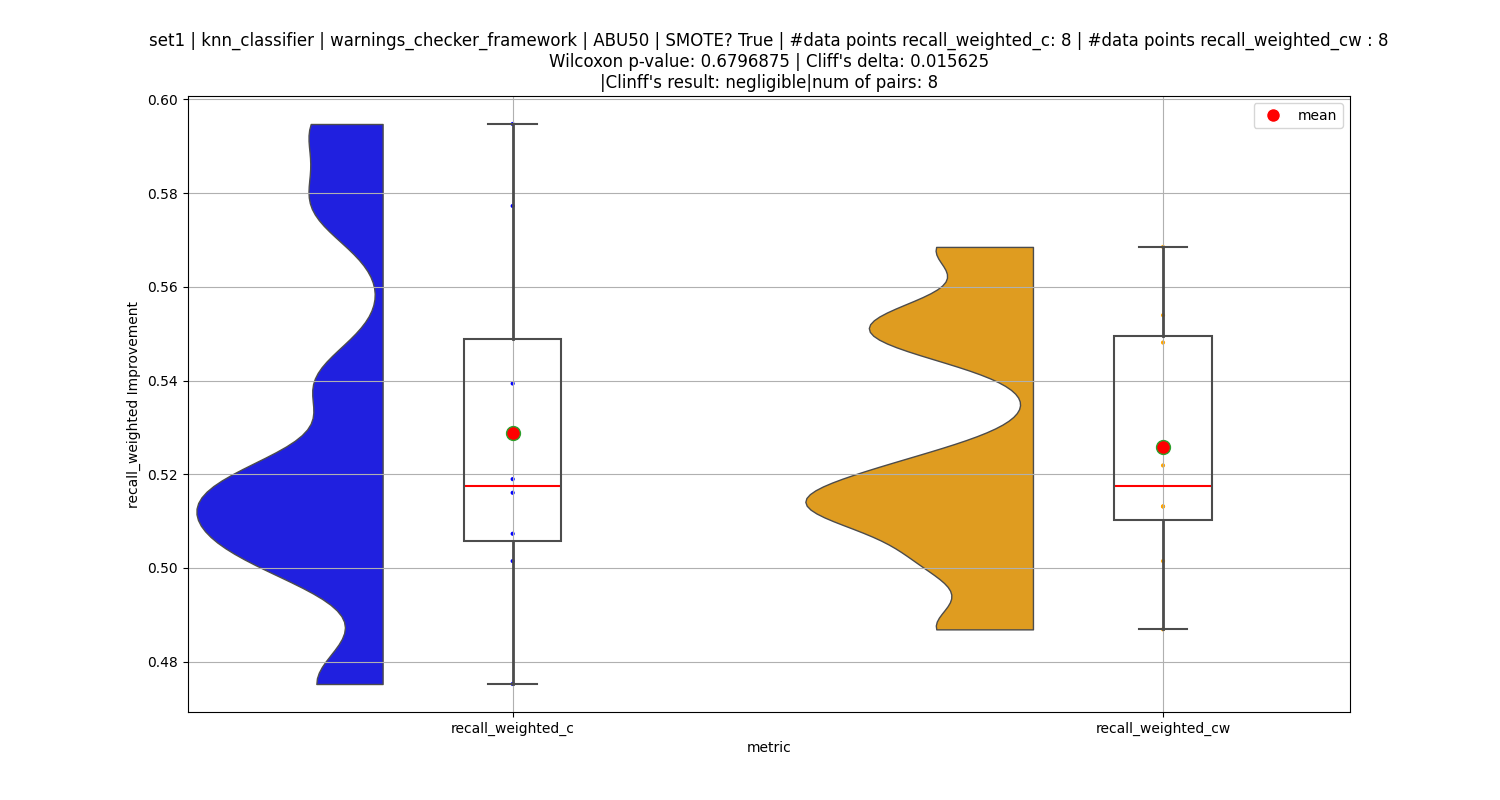 set1 | knn_classifier | warnings_checker_framework | ABU50 | SMOTE? True | #data points recall_weighted_c: 8 | #data points recall_weighted_cw : 8
Wilcoxon p-value: 0.6796875 | Cliff's delta: 0.015625
|Clinff's result: negligible|num of pairs: 8
mean
recall_weighted Improvement
0.60
0.58
0.56
0.54
0.52
0.50
0.48
recall_weighted_c
recall_weighted_cw
metric